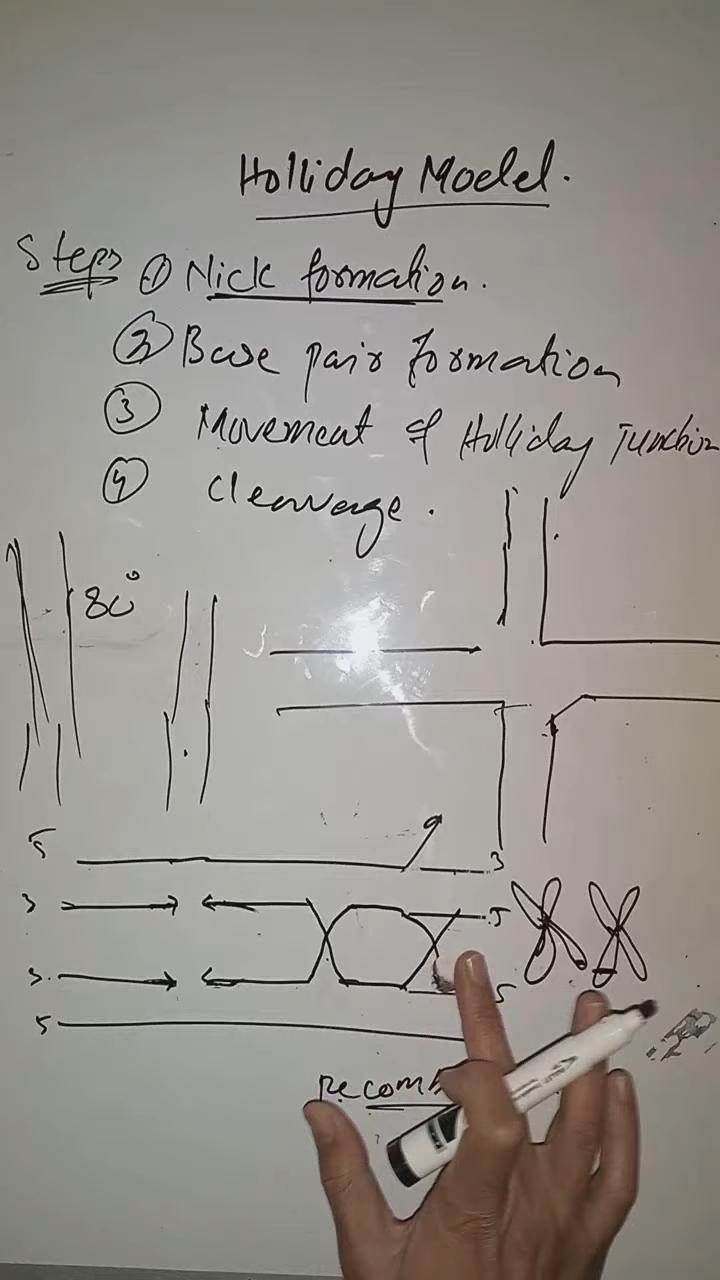 Holliday Model.
Steps ① Nick formation.
② Base pair formation
③ Movement of Holliday Junction
④ Cleavage.
80°
5 3
3 5
3 5
5
Recomb